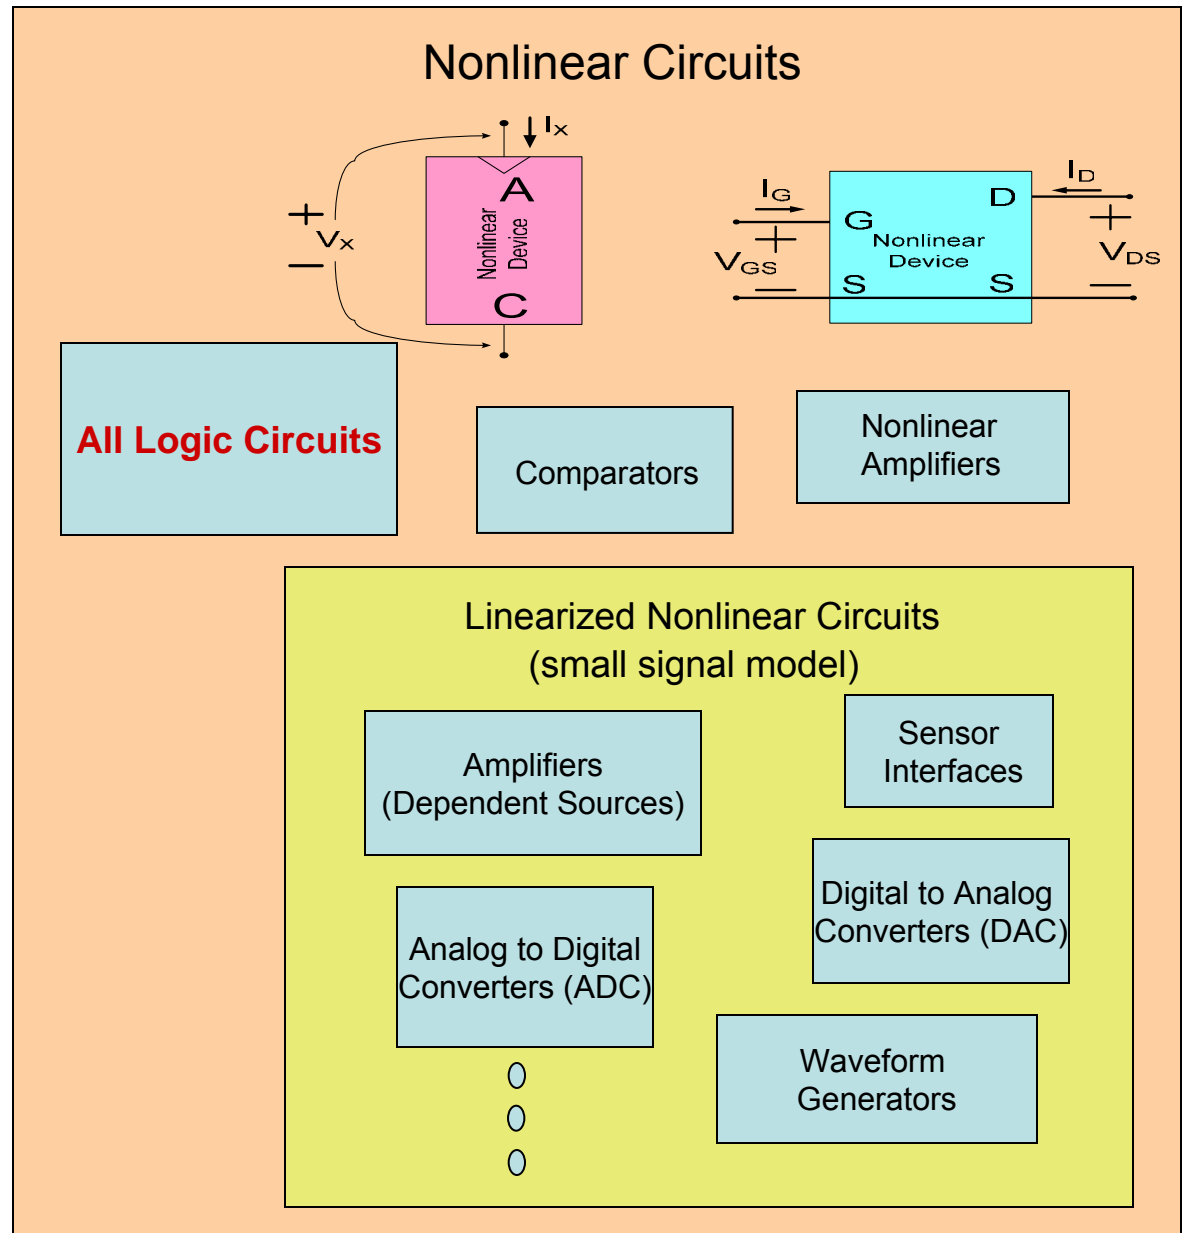 Nonlinear Circuits
IX
A
Nonlinear
Device
C
+
VX
−
IG
ID
G
D
Nonlinear
Device
S
S
+
VGS
−
+
VDS
−
All Logic Circuits
Comparators
Nonlinear
Amplifiers
Linearized Nonlinear Circuits
(small signal model)
Amplifiers
(Dependent Sources)
Sensor
Interfaces
Analog to Digital
Converters (ADC)
Digital to Analog
Converters (DAC)
Waveform
Generators